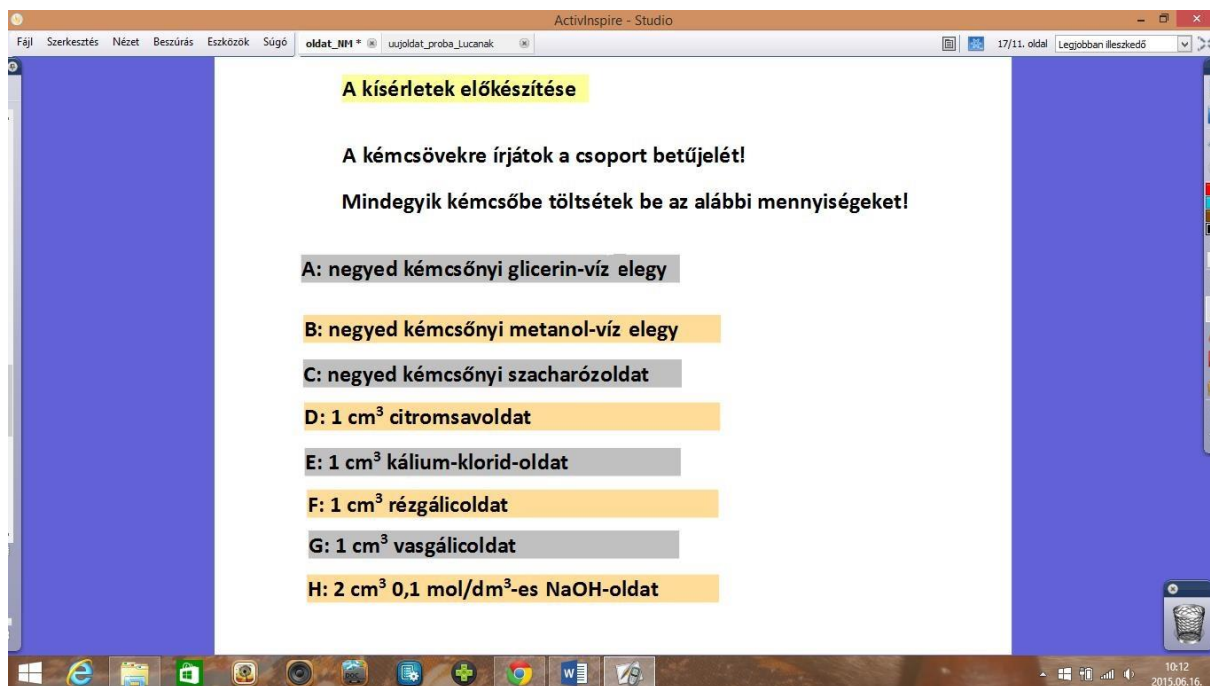 ActivInspire - Studio
Fájl Szerkesztés Nézet Beszúrás Eszközök Súgó oldat_NM * uujoldat_proba_Lucanak 17/11. oldal Legjobban illeszkedő
A kísérletek előkészítése
A kémcsövekre írjátok a csoport betűjelét!
Mindegyik kémcsőbe töltsétek be az alábbi mennyiségeket!
A: negyed kémcsőnyi glicerin-víz elegy
B: negyed kémcsőnyi metanol-víz elegy
C: negyed kémcsőnyi szacharózoldat
D: 1 cm³ citromsavoldat
E: 1 cm³ kálium-klorid-oldat
F: 1 cm³ rézgálicoldat
G: 1 cm³ vasgálicoldat
H: 2 cm³ 0,1 mol/dm³-es NaOH-oldat
10:12
2015.06.16.